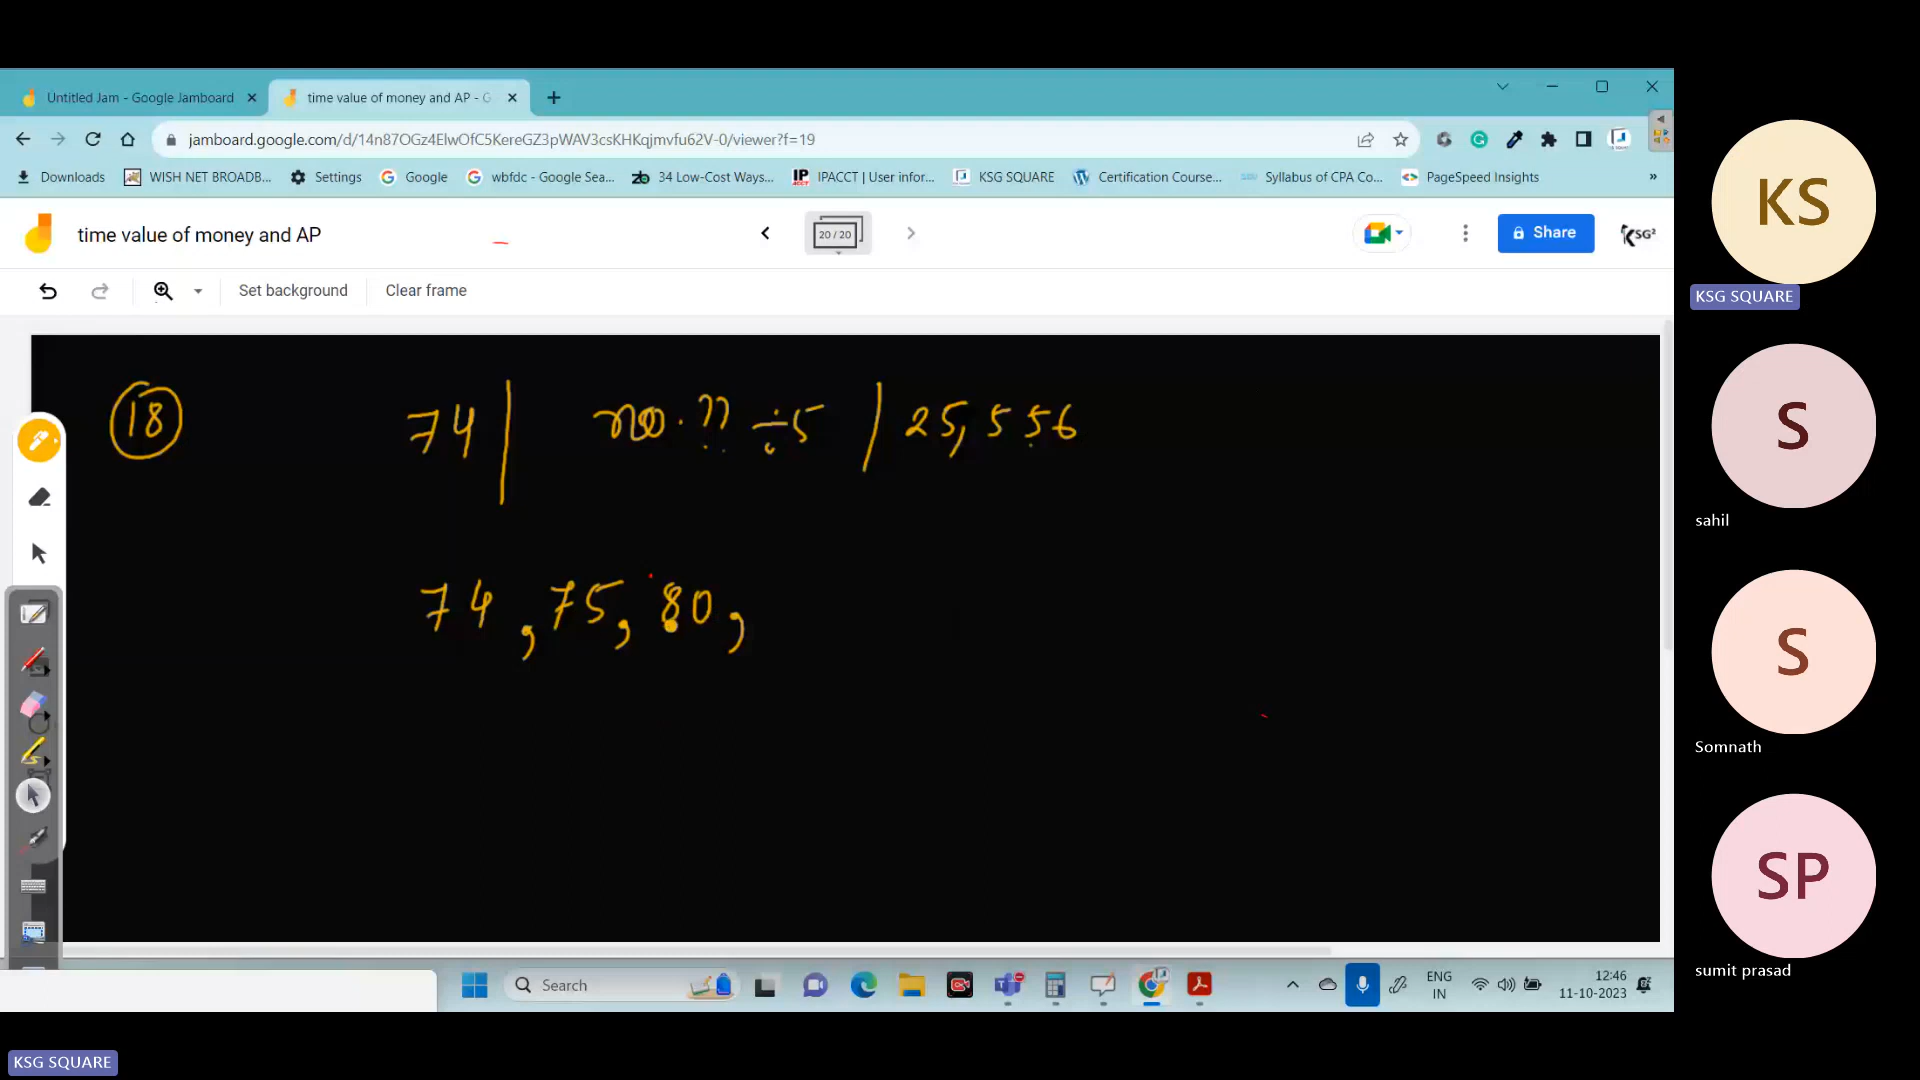 Untitled Jam - Google Jamboard
time value of money and AP - G
jamboard.google.com/d/14n87OGz4ElwOfC5KereGZ3pWAV3csKHKqjmvfu62V-0/viewer?f=19
Downloads WISH NET BROADB... Settings Google wbfdc - Google Sea... 34 Low-Cost Ways... IPACCT | User infor... KSG SQUARE Certification Course... Syllabus of CPA Co... PageSpeed Insights »
time value of money and AP
20 / 20
Share
KSG²
Set background Clear frame
18 74 | no. ?? ÷5 | 25,556
74, 75, 80,
KS
KSG SQUARE
S
sahil
S
Somnath
SP
sumit prasad
Search
ENG
IN
12:46
11-10-2023
KSG SQUARE